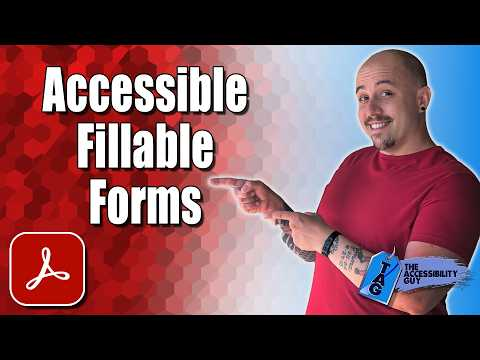 Accessible
Fillable
Forms
TAG
THE
ACCESSIBILITY
GUY